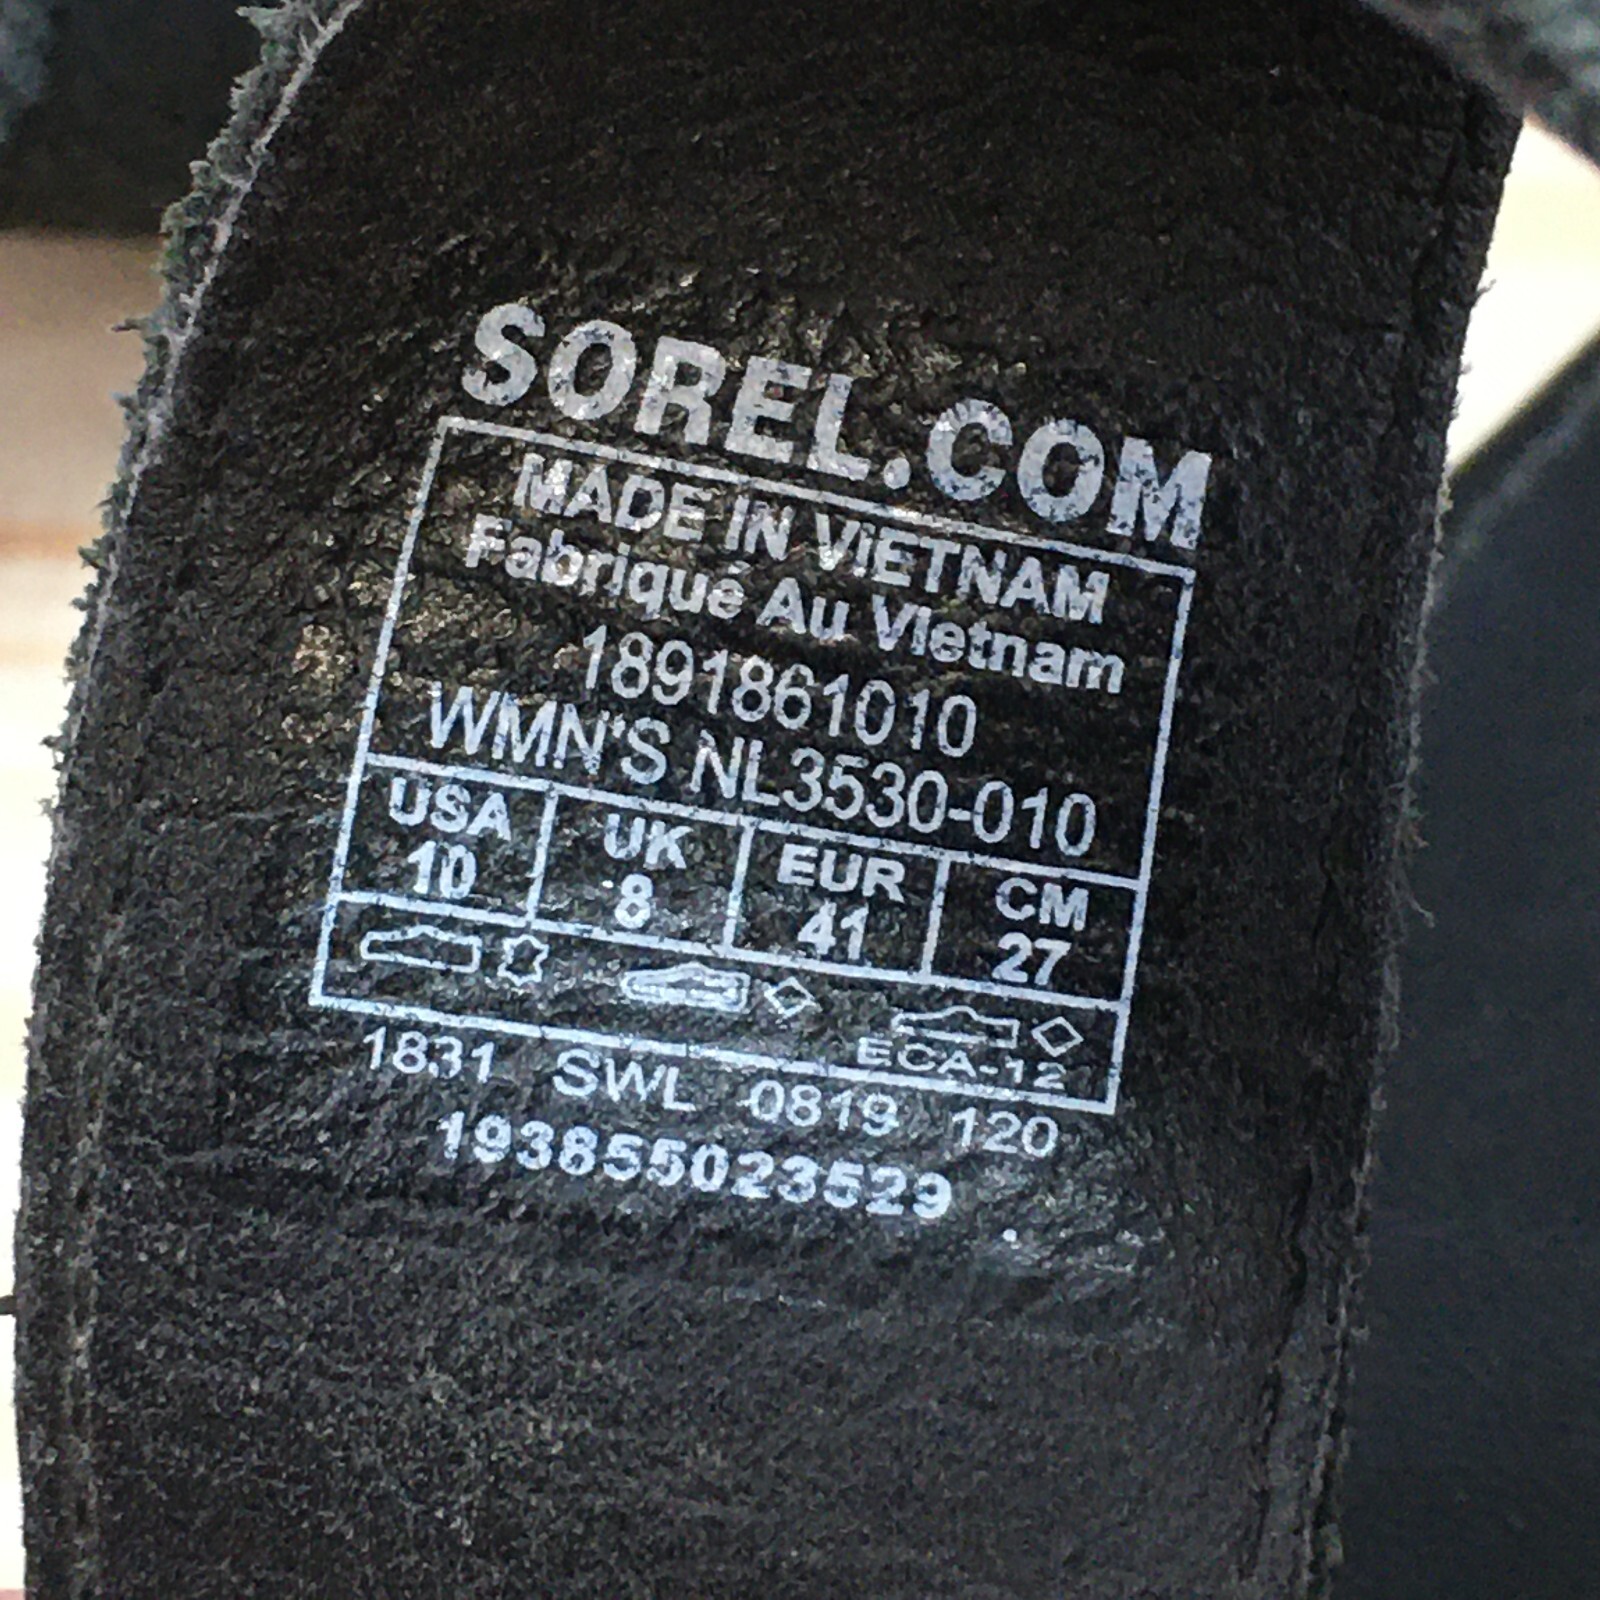 SOREL.COM
MADE IN VIETNAM
Fabriqué Au VIetnam
1891861010
WMN'S NL3530-010
USA UK EUR CM
10 8 41 27
ECA-12
1831 SWL 0819 120
193855023529